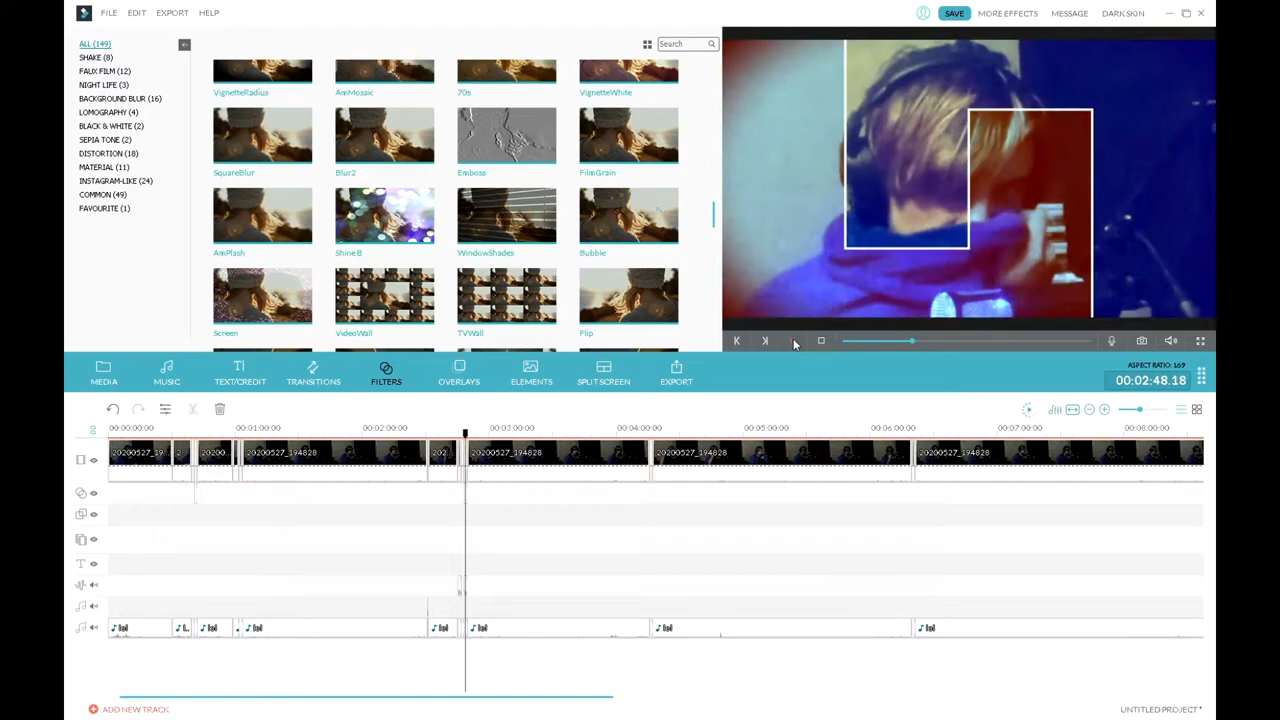 FILE EDIT EXPORT HELP
SAVE MORE EFFECTS MESSAGE DARK SKIN
ALL (149)
SHAKE (8)
FAUX FILM (12)
NIGHT LIFE (3)
BACKGROUND BLUR (16)
LOMOGRAPHY (4)
BLACK & WHITE (2)
SEPIA TONE (2)
DISTORTION (18)
MATERIAL (11)
INSTAGRAM-LIKE (24)
COMMON (49)
FAVOURITE (1)
Search
VignetteRadius AmMosaic 70s VignetteWhite
SquareBlur Blur2 Emboss FilmGrain
AmPlash Shine B WindowShades Bubble
Screen VideoWall TVWall Flip
MEDIA MUSIC TEXT/CREDIT TRANSITIONS FILTERS OVERLAYS ELEMENTS SPLIT SCREEN EXPORT
ASPECT RATIO: 16:9
00:02:48.18
00:00:00:00 00:01:00:00 00:02:00:00 00:03:00:00 00:04:00:00 00:05:00:00 00:06:00:00 00:07:00:00 00:08:00:00
20200527_19... 2... 20200... 20200527_194828 202... 20200527_194828 20200527_194828 20200527_194828
ADD NEW TRACK
UNTITLED PROJECT *